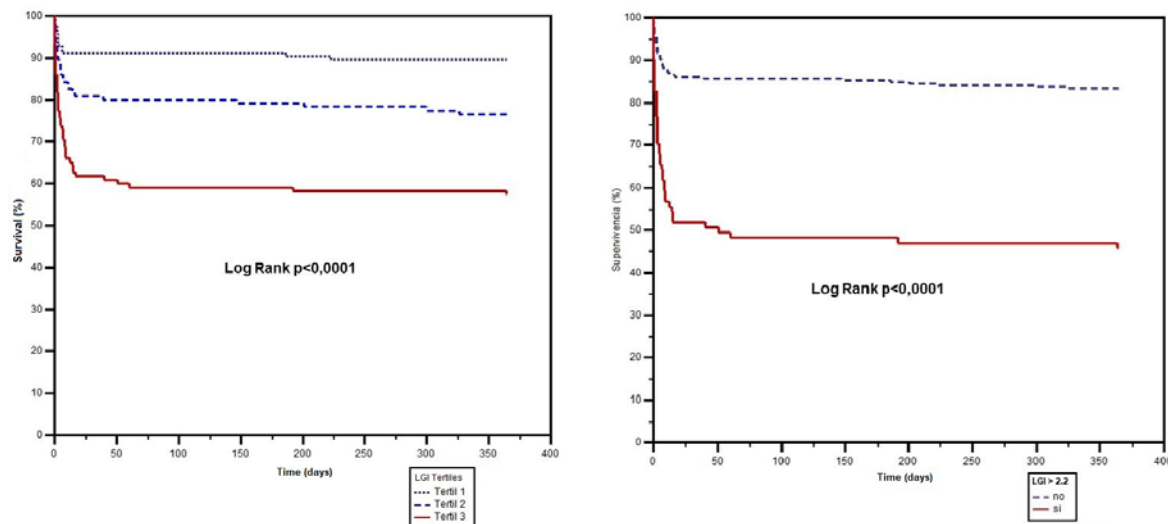 100
90
80
70
60
50
40
30
20
10
0
Survival (%)
Log Rank p<0,0001
0 50 100 150 200 250 300 350 400
Time (days)
LGI Tertiles
Tertil 1
Tertil 2
Tertil 3
100
90
80
70
60
50
40
30
20
10
0
Supervivencia (%)
Log Rank p<0,0001
0 50 100 150 200 250 300 350 400
Time (days)
LGI > 2.2
no
si